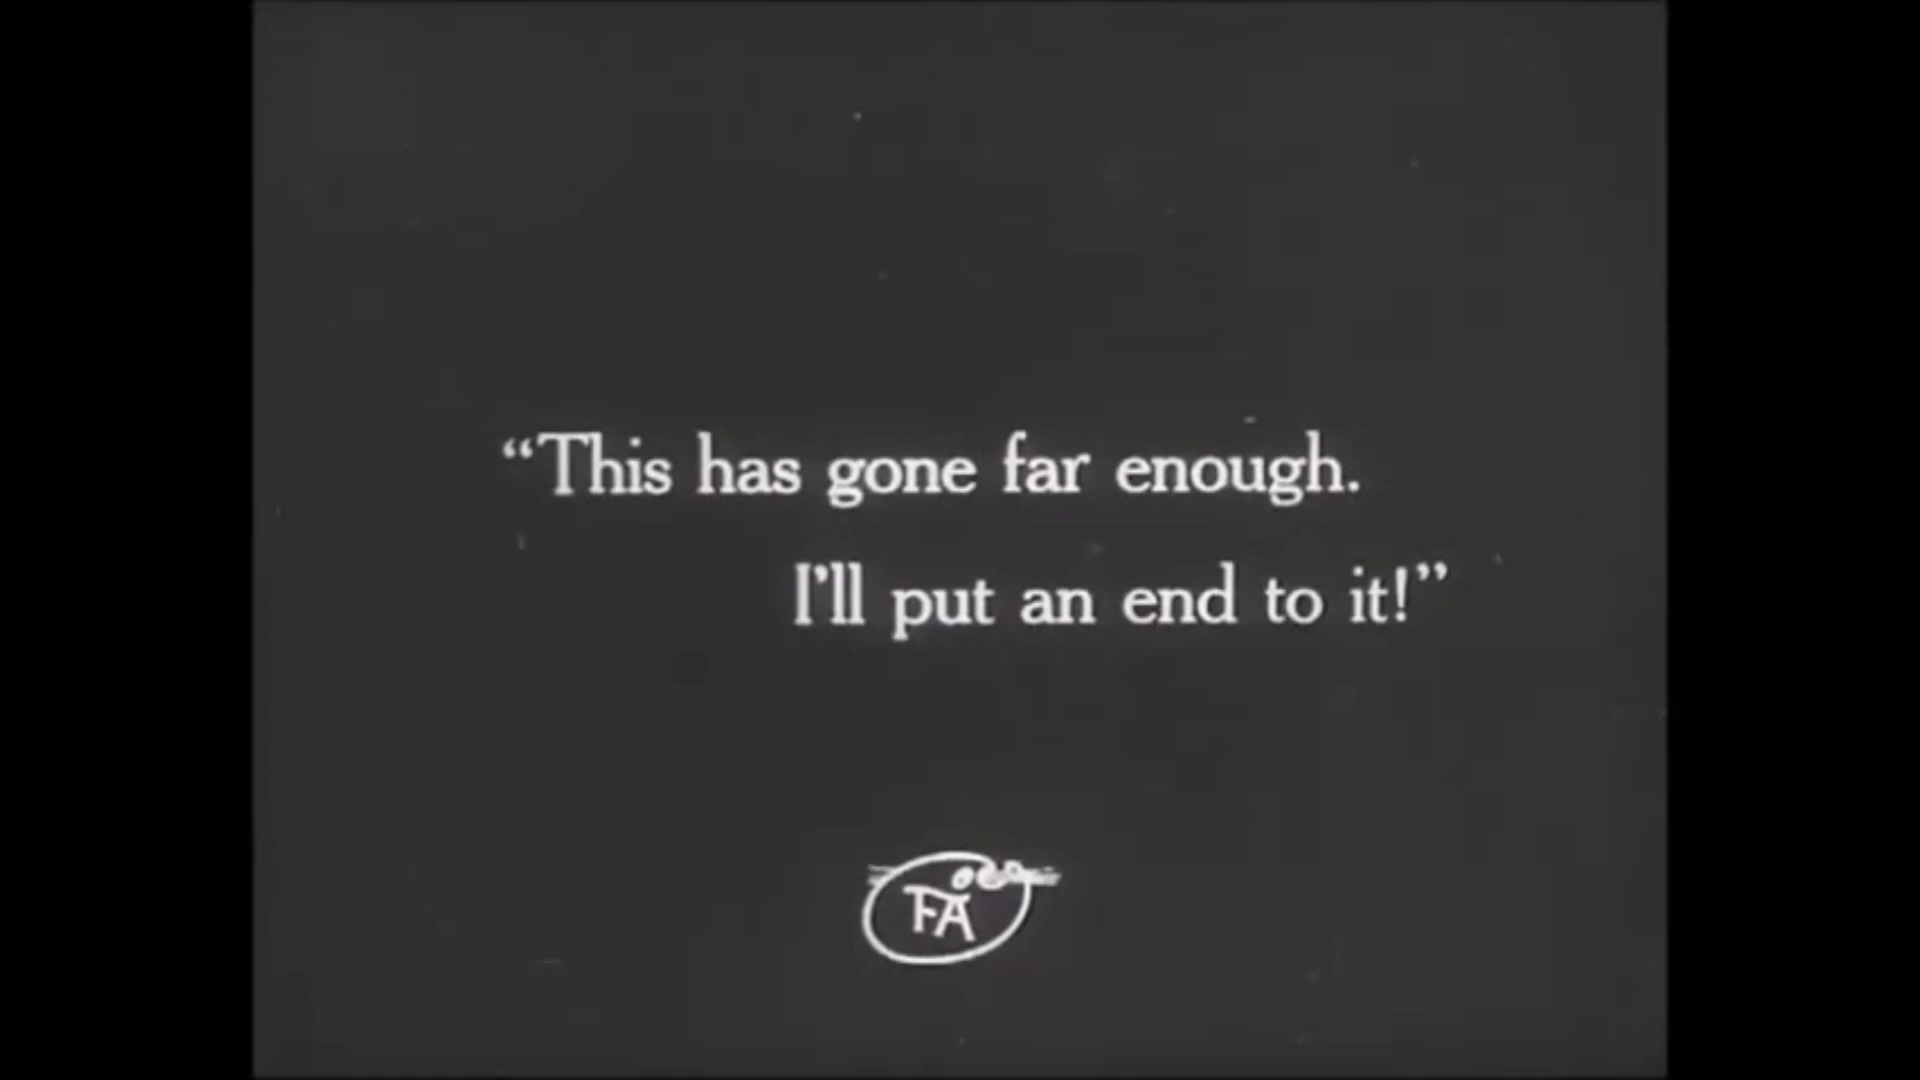 “This has gone far enough.
I’ll put an end to it!”
FA